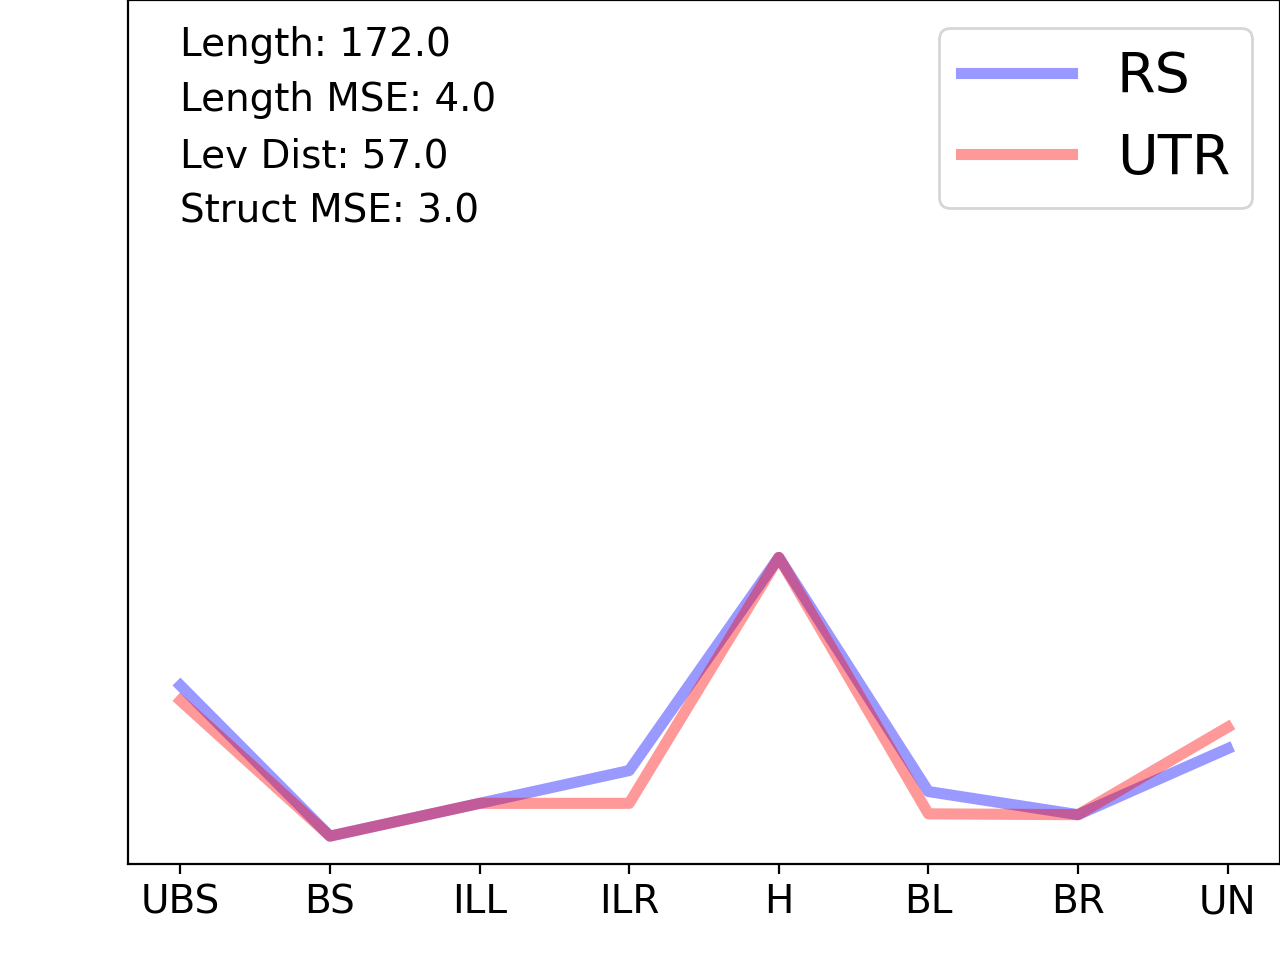 Length: 172.0
Length MSE: 4.0
Lev Dist: 57.0
Struct MSE: 3.0
RS
UTR
UBS BS ILL ILR H BL BR UN